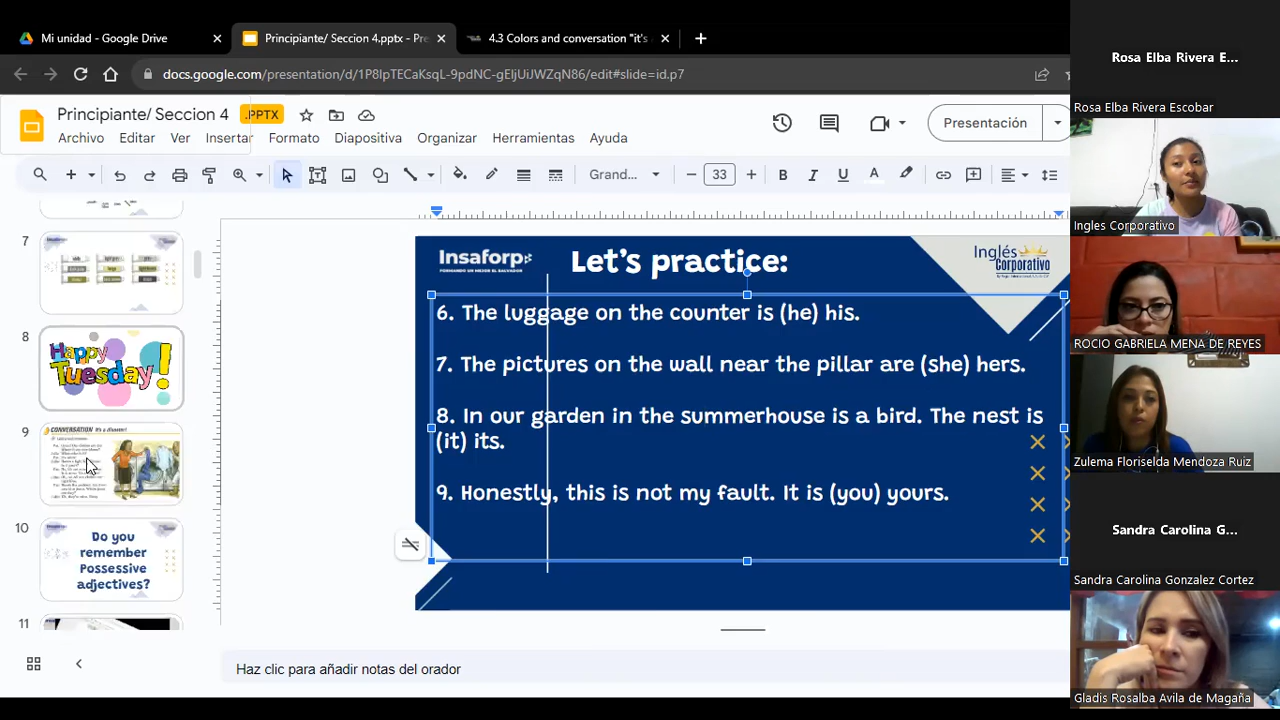 Mi unidad - Google Drive
Principiante/ Seccion 4.pptx - Pre
4.3 Colors and conversation "it's
docs.google.com/presentation/d/1P8IpTECaKsqL-9pdNC-gEljUiJWZqN86/edit#slide=id.p7
Principiante/ Seccion 4
.PPTX
Archivo Editar Ver Insertar Formato Diapositiva Organizar Herramientas Ayuda
Presentación
Grand...
33
7
8
Happy
Tuesday!
9
CONVERSATION It's a disaster!
10
Do you
remember
Possessive
adjectives?
11
Insaforp
FORMANDO UN MEJOR EL SALVADOR
Let's practice:
Inglés
Corporativo
6. The luggage on the counter is (he) his.
7. The pictures on the wall near the pillar are (she) hers.
8. In our garden in the summerhouse is a bird. The nest is
(it) its.
9. Honestly, this is not my fault. It is (you) yours.
Haz clic para añadir notas del orador
Rosa Elba Rivera E...
Rosa Elba Rivera Escobar
Ingles Corporativo
ROCIO GABRIELA MENA DE REYES
Zulema Floriselda Mendoza Ruiz
Sandra Carolina G...
Sandra Carolina Gonzalez Cortez
Gladis Rosalba Avila de Magaña